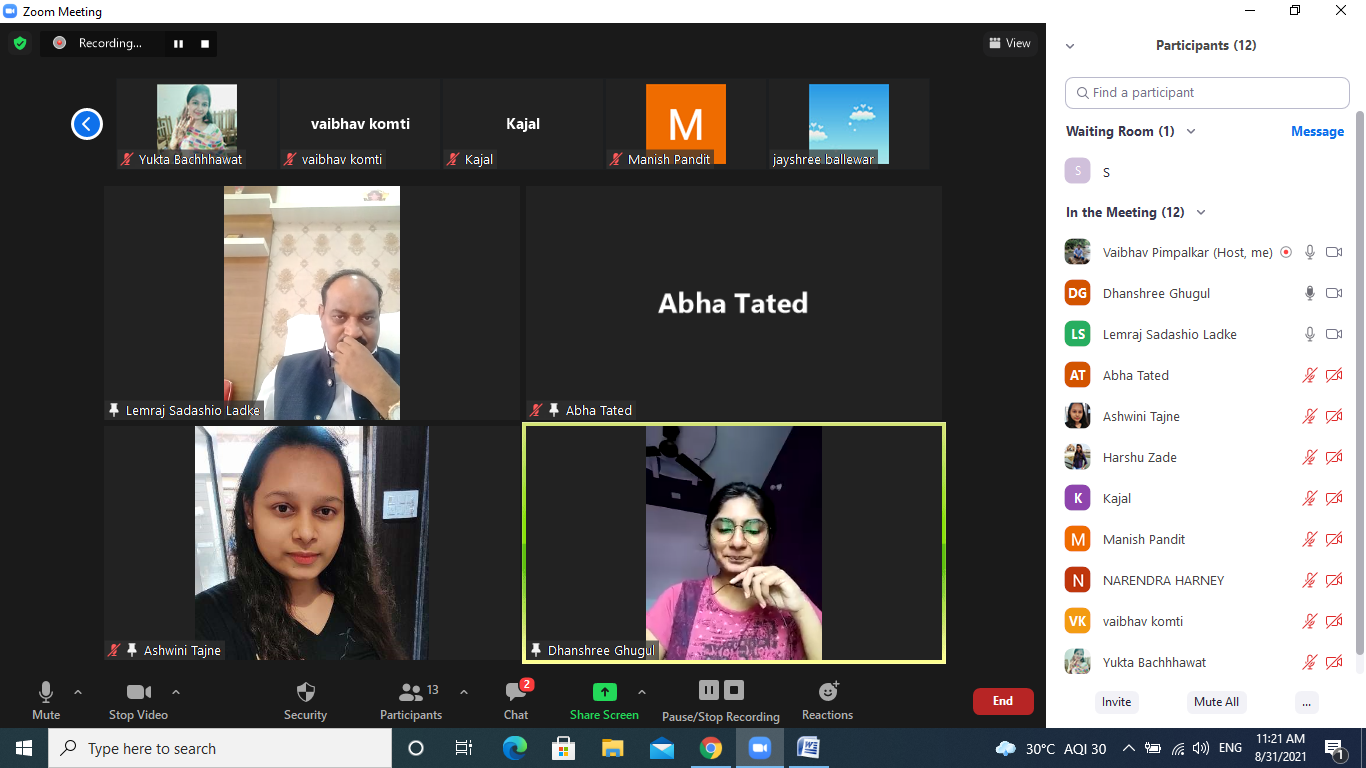 Zoom Meeting
Recording...
View
Yukta Bachhhawat
vaibhav komti
vaibhav komti
Kajal
Kajal
M
Manish Pandit
jayshree ballewar
Lemraj Sadashio Ladke
Abha Tated
Abha Tated
Ashwini Tajne
Dhanshree Ghugul
Participants (12)
Find a participant
Waiting Room (1)
Message
S
S
In the Meeting (12)
Vaibhav Pimpalkar (Host, me)
DG Dhanshree Ghugul
LS Lemraj Sadashio Ladke
AT Abha Tated
Ashwini Tajne
Harshu Zade
K Kajal
M Manish Pandit
N NARENDRA HARNEY
VK vaibhav komti
Yukta Bachhhawat
Invite
Mute All
...
Mute
Stop Video
Security
13
Participants
2
Chat
Share Screen
Pause/Stop Recording
Reactions
End
Type here to search
W
30°C AQI 30
ENG
11:21 AM
8/31/2021
1